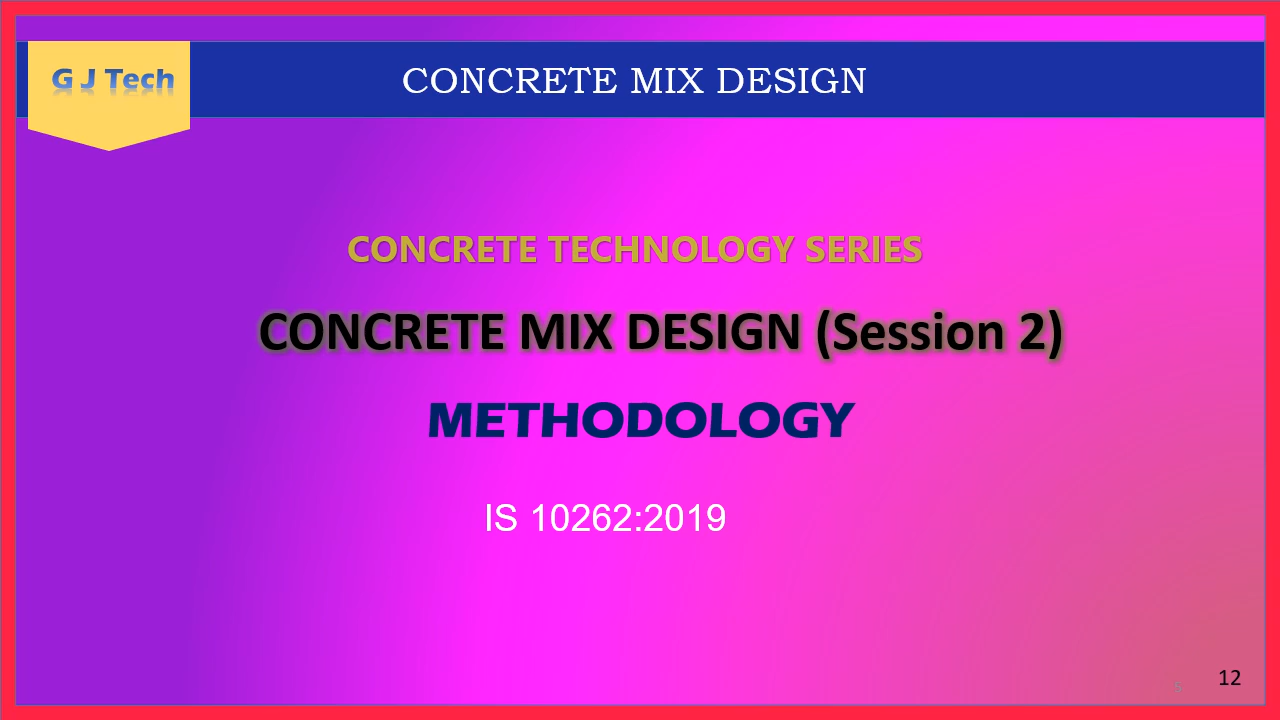 G J Tech
CONCRETE MIX DESIGN
CONCRETE TECHNOLOGY SERIES
CONCRETE MIX DESIGN (Session 2)
METHODOLOGY
IS 10262:2019
12